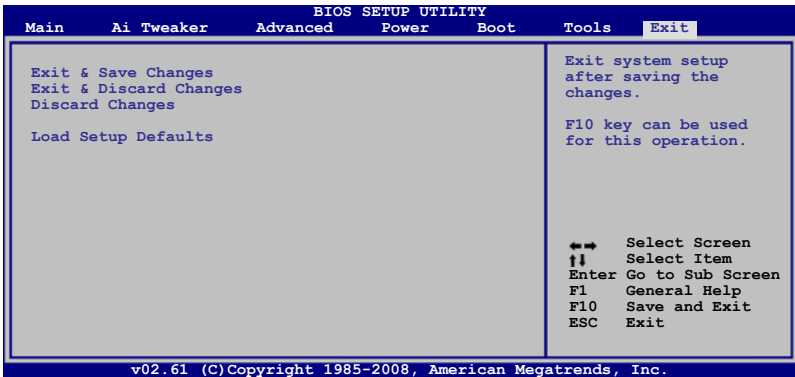 BIOS SETUP UTILITY
Main Ai Tweaker Advanced Power Boot Tools Exit
Exit & Save Changes
Exit & Discard Changes
Discard Changes
Load Setup Defaults
Exit system setup
after saving the
changes.
F10 key can be used
for this operation.
←→ Select Screen
↑↓ Select Item
Enter Go to Sub Screen
F1 General Help
F10 Save and Exit
ESC Exit
v02.61 (C)Copyright 1985-2008, American Megatrends, Inc.